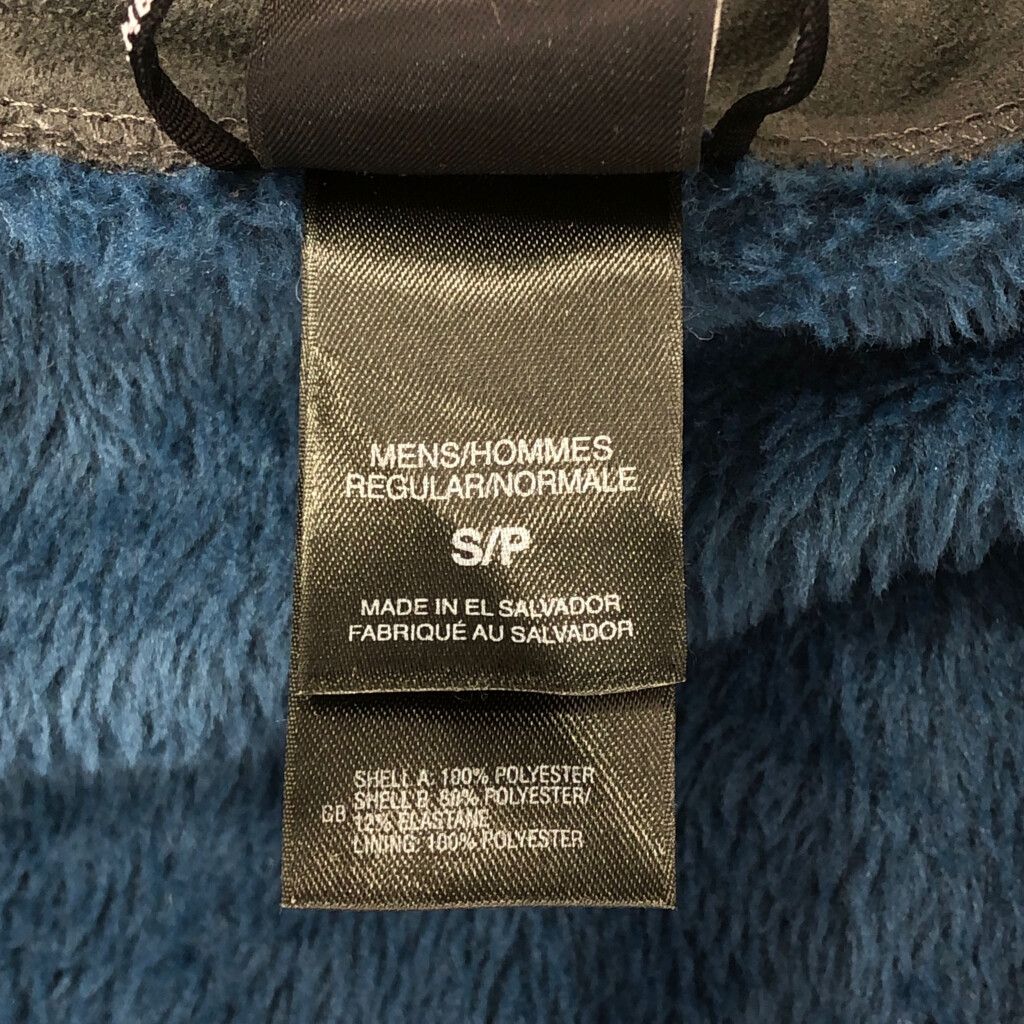 MENS/HOMMES
REGULAR/NORMALE
S/P
MADE IN EL SALVADOR
FABRIQUÉ AU SALVADOR
SHELL A: 100% POLYESTER
SHELL B: 88% POLYESTER/
GB
12% ELASTANE
LINING: 100% POLYESTER